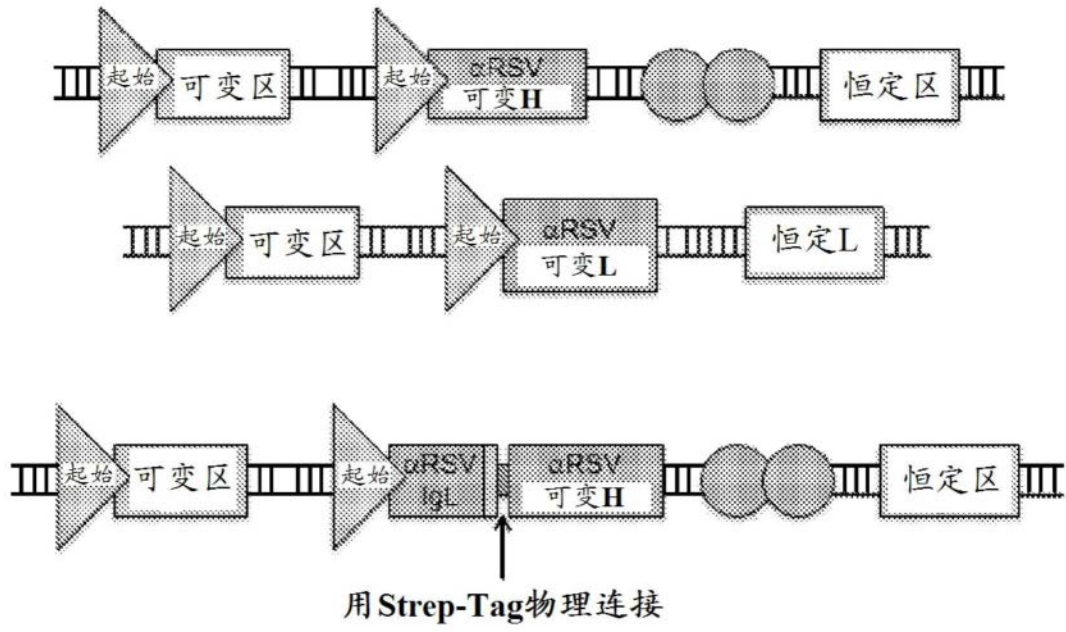 起始 可变区 起始 αRSV 恒定区
可变H
起始 可变区 起始 αRSV 恒定L
可变L
起始 可变区 起始 αRSV αRSV 恒定区
IgL 可变H
用Strep-Tag物理连接